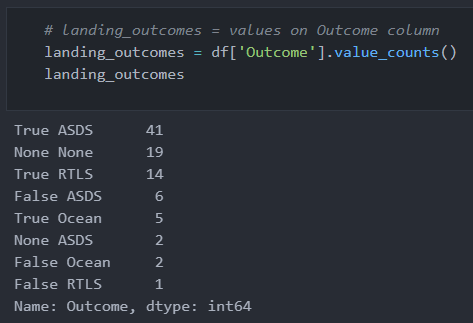 # landing_outcomes = values on Outcome column
landing_outcomes = df['Outcome'].value_counts()
landing_outcomes
True ASDS 41
None None 19
True RTLS 14
False ASDS 6
True Ocean 5
None ASDS 2
False Ocean 2
False RTLS 1
Name: Outcome, dtype: int64